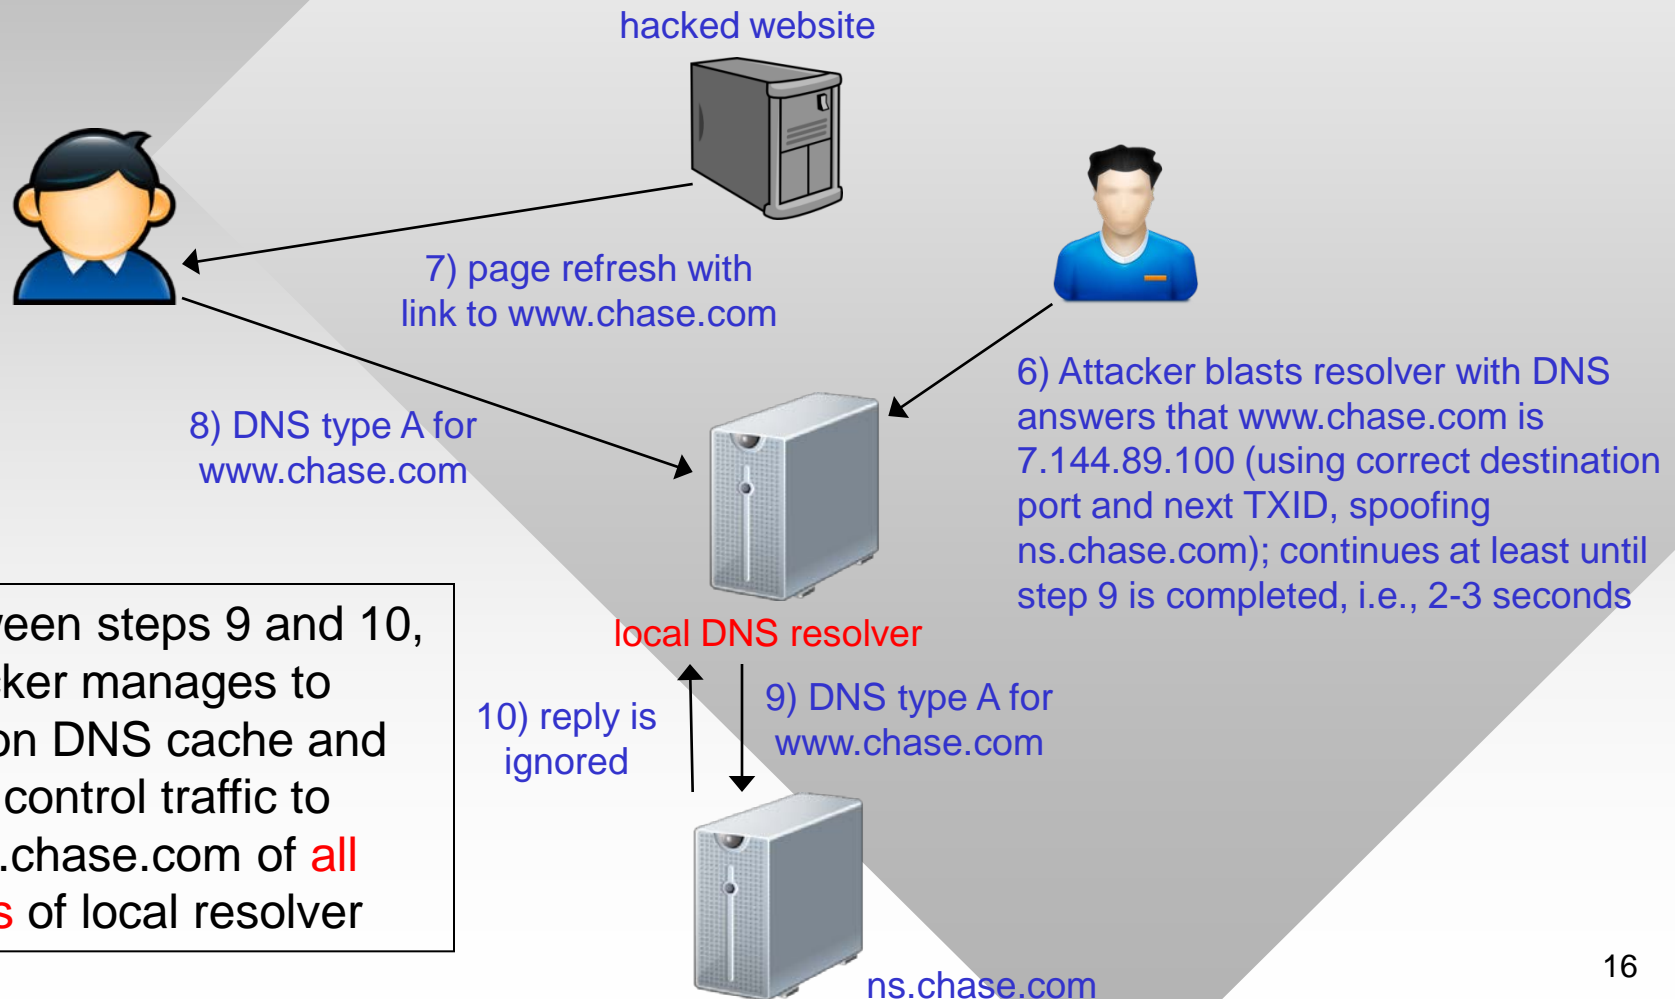 hacked website
7) page refresh with
link to www.chase.com
6) Attacker blasts resolver with DNS
answers that www.chase.com is
7.144.89.100 (using correct destination
port and next TXID, spoofing
ns.chase.com); continues at least until
step 9 is completed, i.e., 2-3 seconds
8) DNS type A for
www.chase.com
local DNS resolver
ween steps 9 and 10,
cker manages to
on DNS cache and
control traffic to
.chase.com of all
s of local resolver
10) reply is
ignored
9) DNS type A for
www.chase.com
ns.chase.com
16